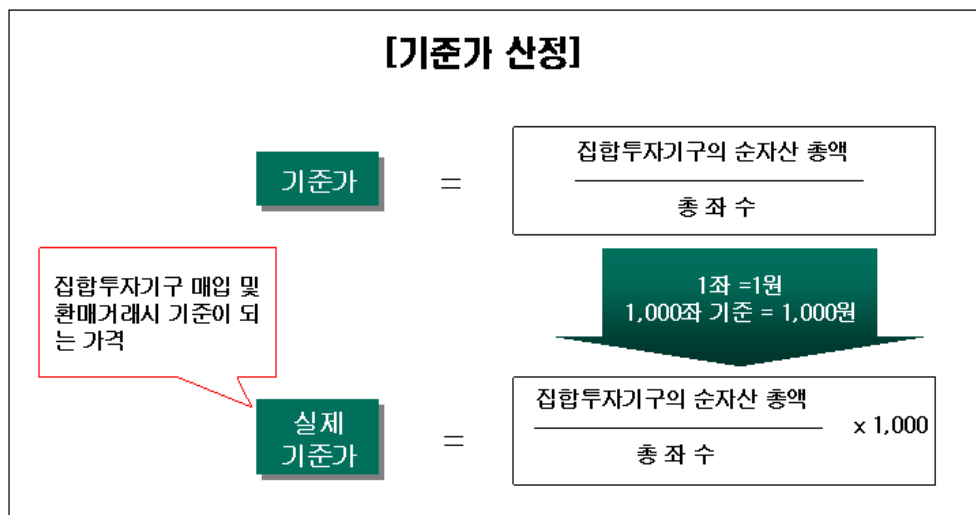 [기준가 산정]
기준가
=
집합투자기구의 순자산 총액
총 좌 수
집합투자기구 매입 및
환매거래시 기준이 되
는 가격
1좌 =1원
1,000좌 기준 = 1,000원
실제
기준가
=
집합투자기구의 순자산 총액
총 좌 수
x 1,000